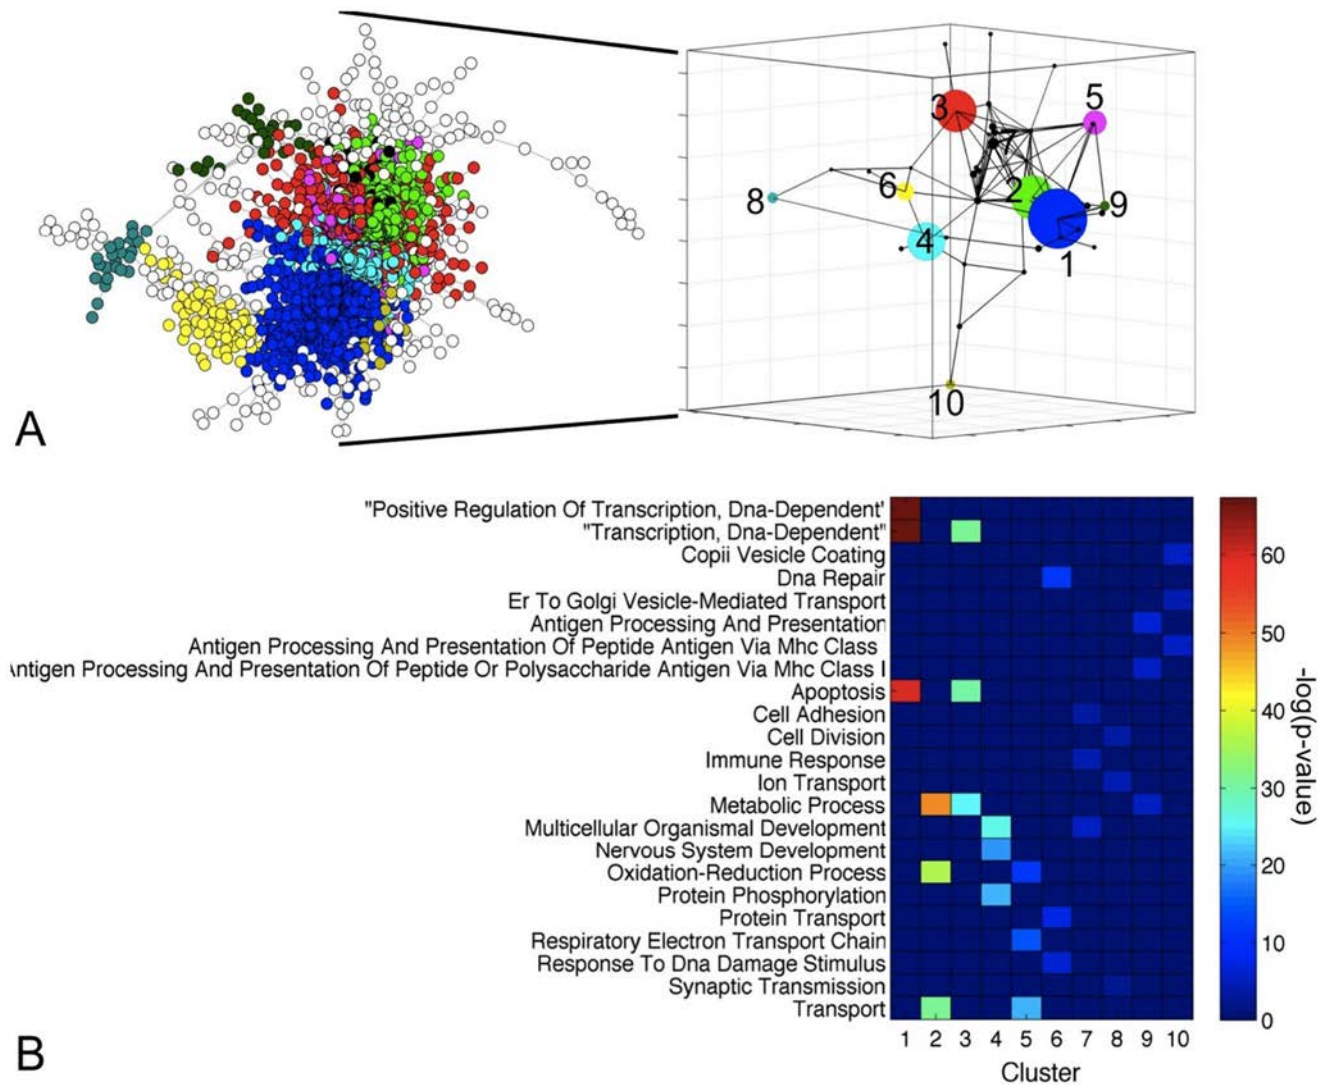 3
5
7
8
6
2
9
4
1
10
A
"Positive Regulation Of Transcription, Dna-Dependent'
"Transcription, Dna-Dependent"
Copii Vesicle Coating
Dna Repair
Er To Golgi Vesicle-Mediated Transport
Antigen Processing And Presentation
Antigen Processing And Presentation Of Peptide Antigen Via Mhc Class
ntigen Processing And Presentation Of Peptide Or Polysaccharide Antigen Via Mhc Class I
Apoptosis
Cell Adhesion
Cell Division
Immune Response
Ion Transport
Metabolic Process
Multicellular Organismal Development
Nervous System Development
Oxidation-Reduction Process
Protein Phosphorylation
Protein Transport
Respiratory Electron Transport Chain
Response To Dna Damage Stimulus
Synaptic Transmission
Transport
1 2 3 4 5 6 7 8 9 10
Cluster
60
50
40
30
20
10
0
-log(p-value)
B